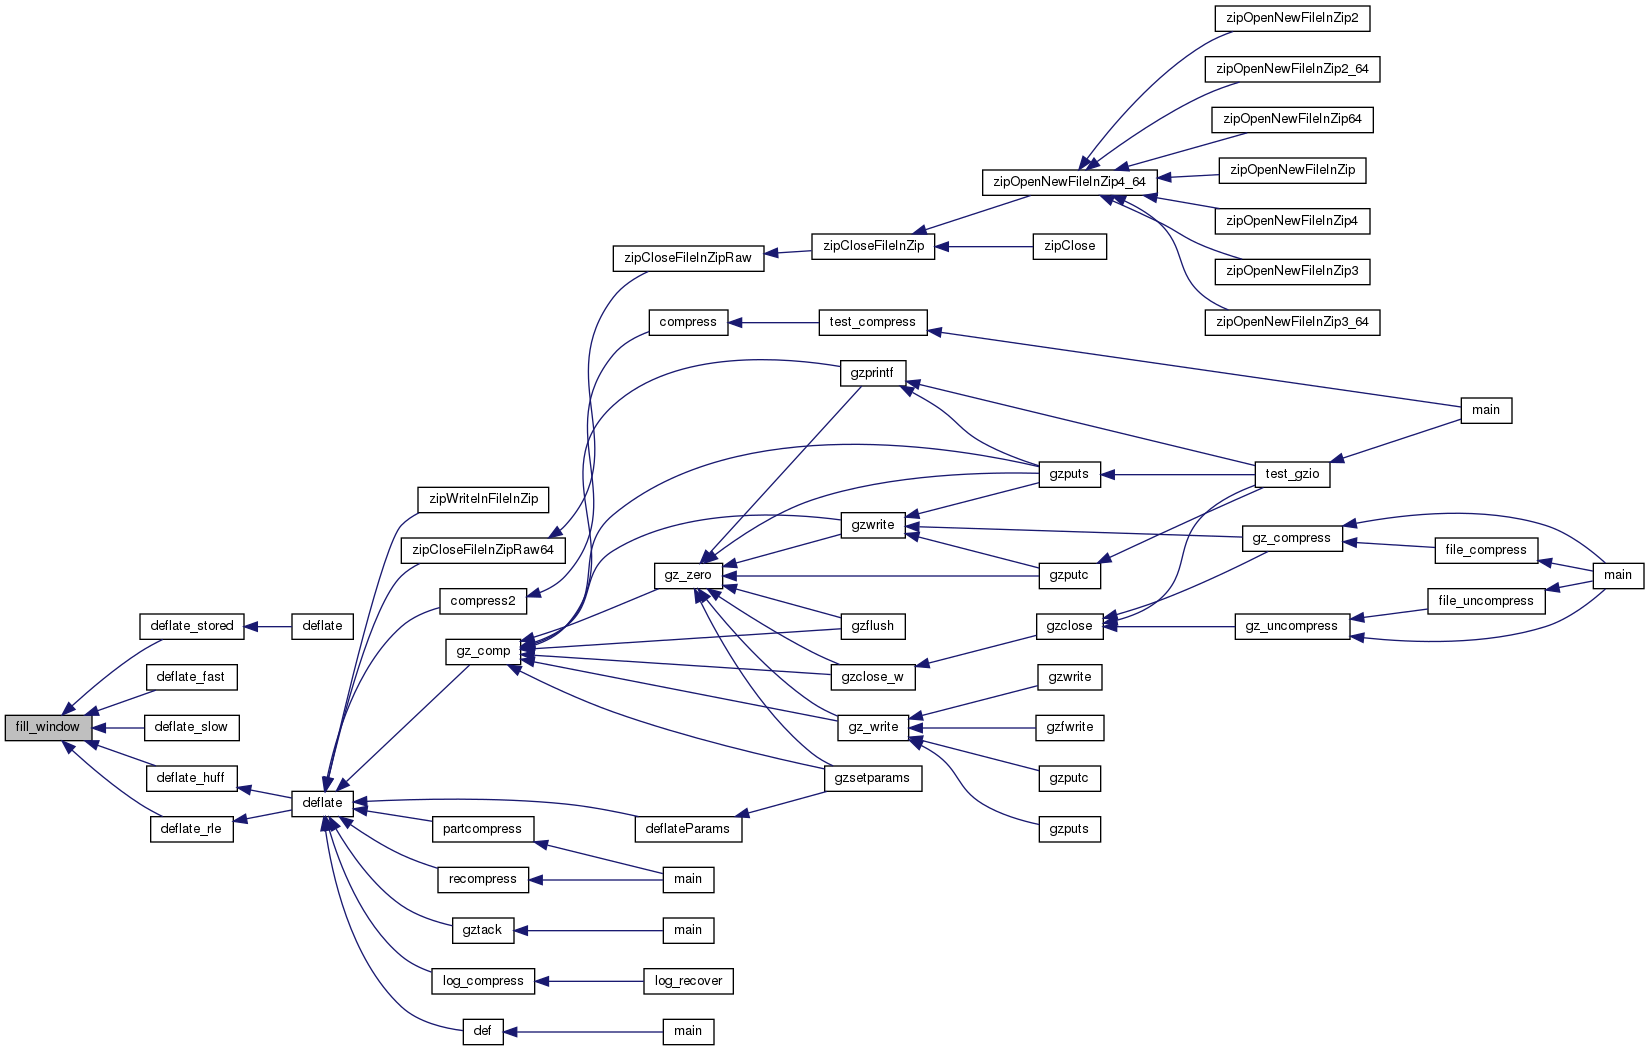 zipOpenNewFileInZip2
zipOpenNewFileInZip2_64
zipOpenNewFileInZip64
zipOpenNewFileInZip
zipOpenNewFileInZip4_64
zipOpenNewFileInZip4
zipCloseFileInZip
zipClose
zipCloseFileInZipRaw
zipOpenNewFileInZip3
compress
test_compress
zipOpenNewFileInZip3_64
gzprintf
main
gzputs
test_gzio
zipWriteInFileInZip
gzwrite
gz_compress
zipCloseFileInZipRaw64
file_compress
gz_zero
gzputc
main
compress2
file_uncompress
deflate_stored
deflate
gzflush
gzclose
gz_uncompress
gz_comp
deflate_fast
gzclose_w
gzwrite
fill_window
deflate_slow
gz_write
gzfwrite
deflate_huff
gzsetparams
gzputc
deflate
deflate_rle
partcompress
deflateParams
gzputs
recompress
main
gztack
main
log_compress
log_recover
def
main